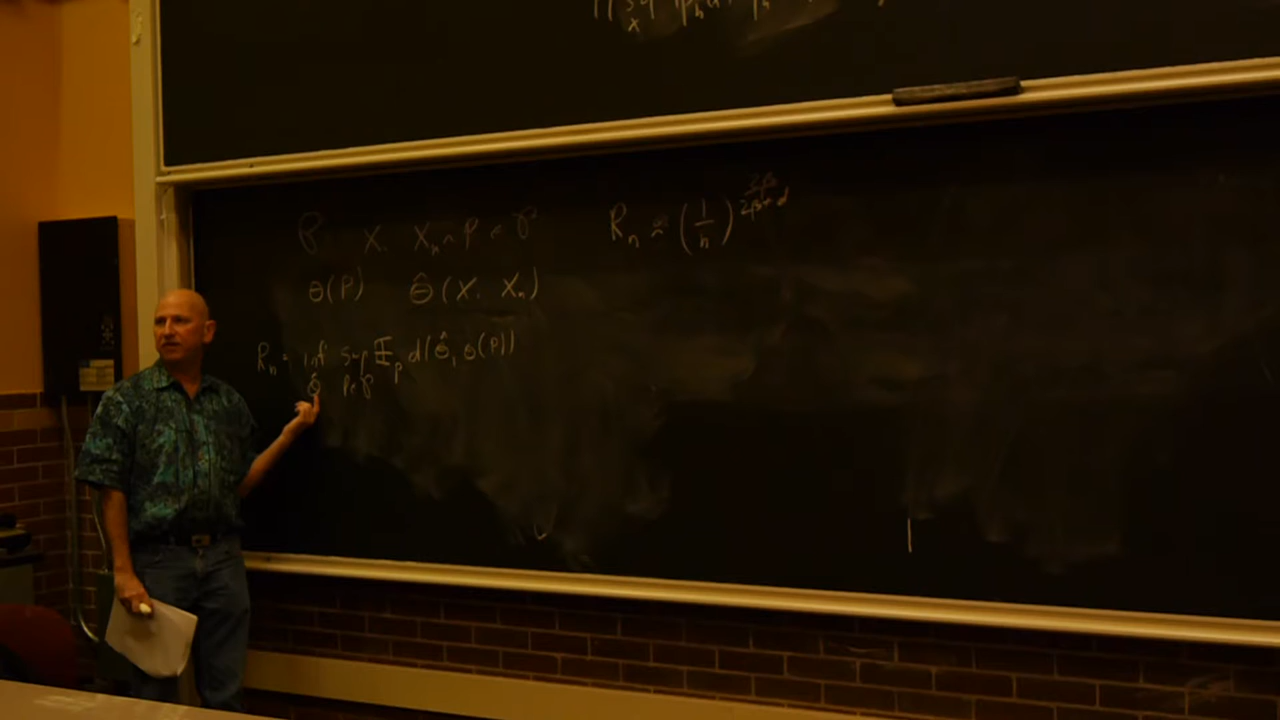 𝒫 X₁ Xₙ ~ P ∈ 𝒫
θ(P) θ̂(X₁ Xₙ)
Rₙ = inf sup 𝔼_P d(θ̂, θ(P))
θ̂ P∈𝒫
Rₙ ≍ (1/n)^{2β/(2β+d)}